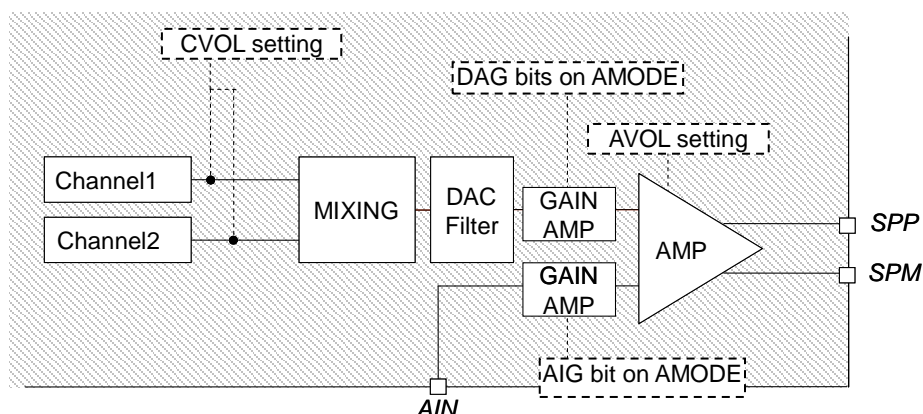 CVOL setting
DAG bits on AMODE
AVOL setting
Channel1
Channel2
MIXING
DAC
Filter
GAIN
AMP
GAIN
AMP
AMP
SPP
SPM
AIG bit on AMODE
AIN